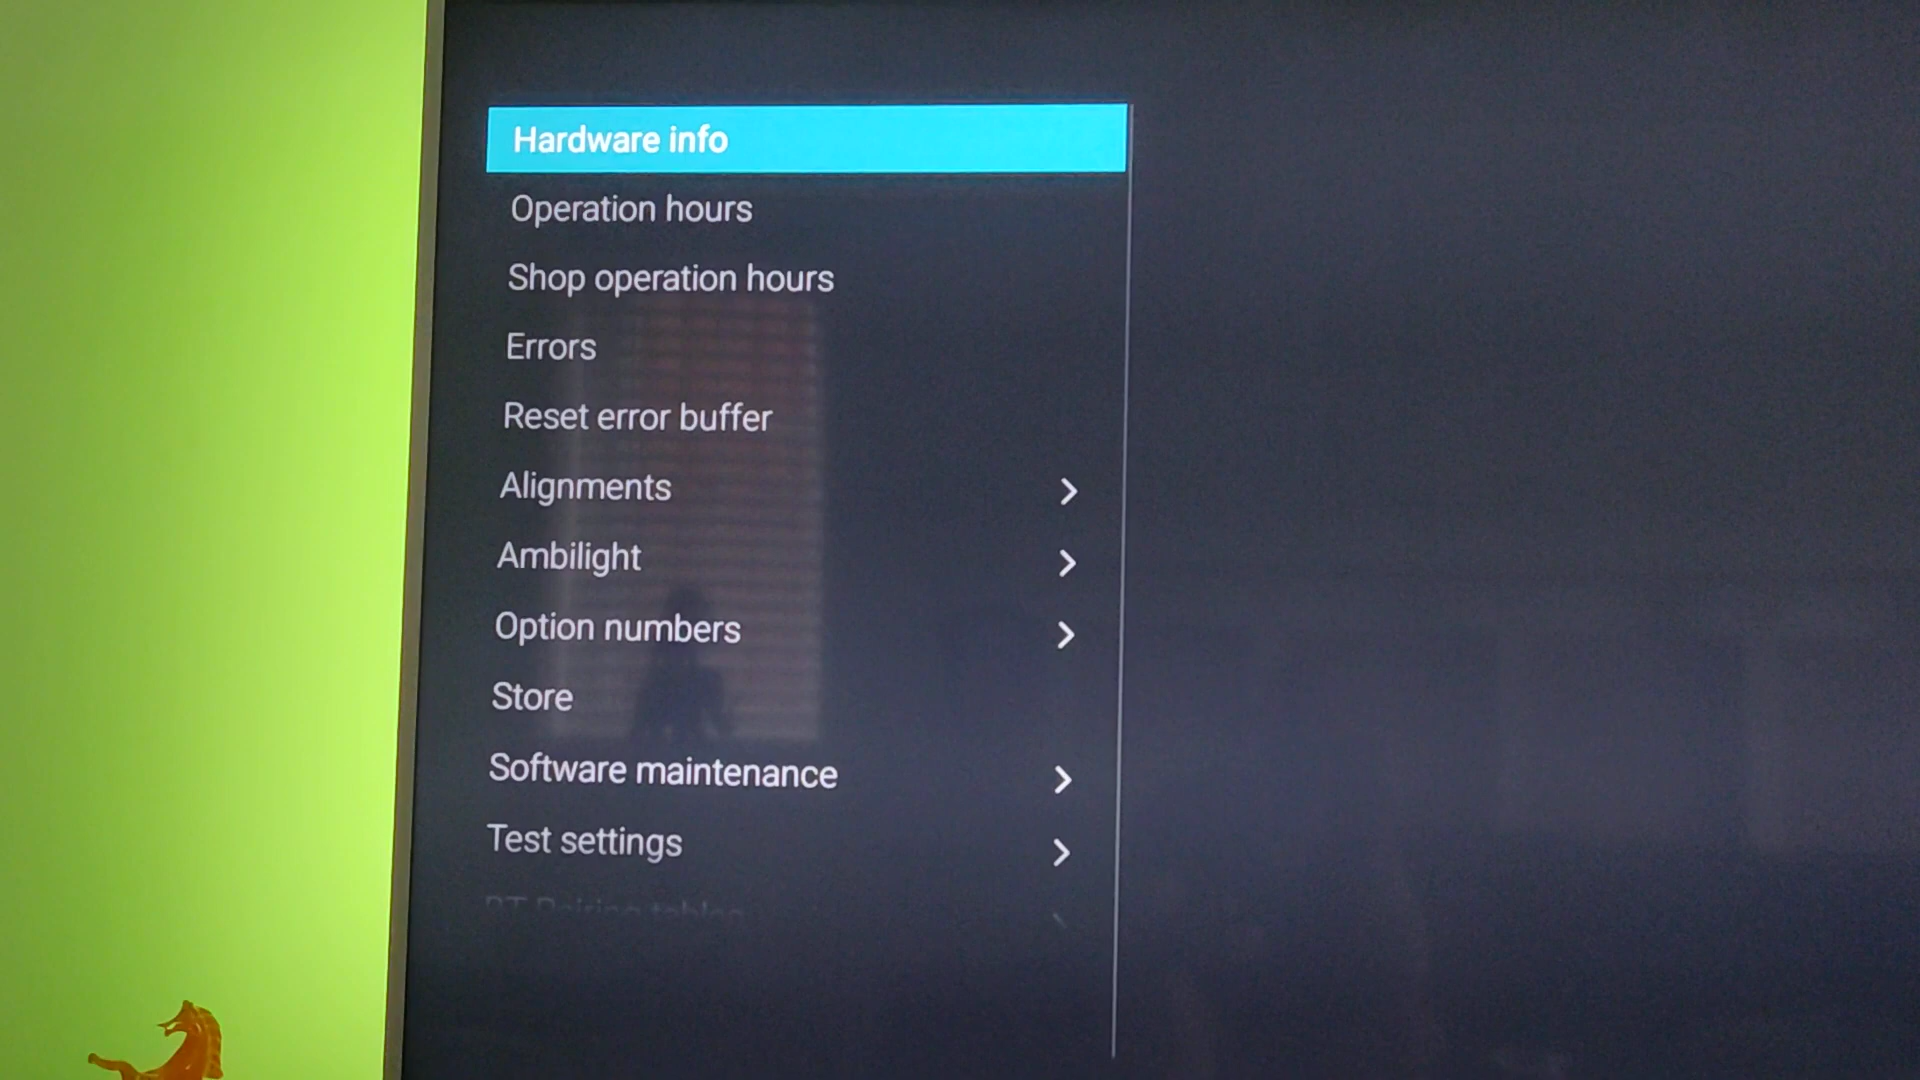 Hardware info
Operation hours
Shop operation hours
Errors
Reset error buffer
Alignments
Ambilight
Option numbers
Store
Software maintenance
Test settings